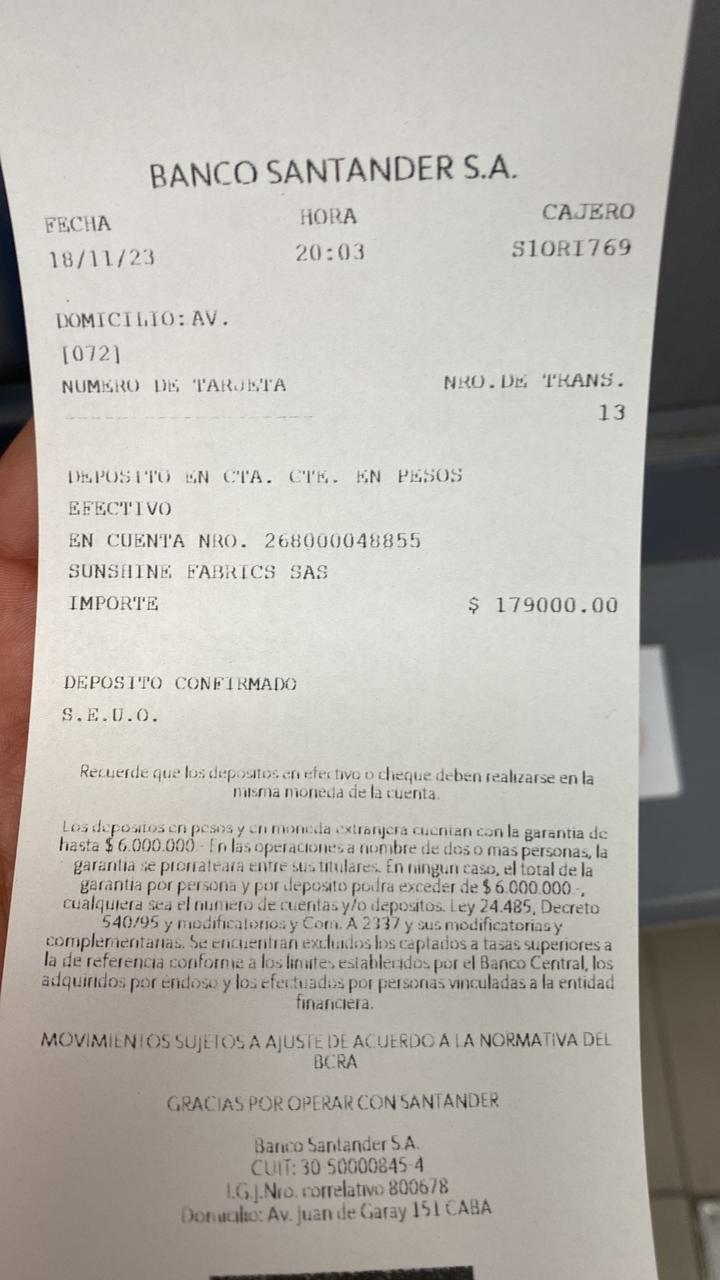 BANCO SANTANDER S.A.
FECHA HORA CAJERO
18/11/23 20:03 S1ORI769
DOMICILIO: AV.
[072]
NUMERO DE TARJETA NRO.DE TRANS.
------------------------ 13
DEPOSITO EN CTA. CTE. EN PESOS
EFECTIVO
EN CUENTA NRO. 268000048855
SUNSHINE FABRICS SAS
IMPORTE $ 179000.00
DEPOSITO CONFIRMADO
S.E.U.O.
Recuerde que los depositos en efectivo o cheque deben realizarse en la
misma moneda de la cuenta.
Los depositos en pesos y en moneda extranjera cuentan con la garantia de
hasta $ 6.000.000.- En las operaciones a nombre de dos o mas personas, la
garantia se prorrateara entre sus titulares. En ningun caso, el total de la
garantia por persona y por deposito podra exceder de $ 6.000.000.-,
cualquiera sea el numero de cuentas y/o depositos. Ley 24.485, Decreto
540/95 y modificatorios y Com. A 2337 y sus modificatorias y
complementarias. Se encuentran excluidos los captados a tasas superiores a
la de referencia conforme a los limites establecidos por el Banco Central, los
adquiridos por endoso y los efectuados por personas vinculadas a la entidad
financiera.
MOVIMIENTOS SUJETOS A AJUSTE DE ACUERDO A LA NORMATIVA DEL
BCRA
GRACIAS POR OPERAR CON SANTANDER
Banco Santander S.A.
CUIT: 30-50000845-4
I.G.J.Nro. correlativo 800678
Domicilio: Av. Juan de Garay 151 CABA